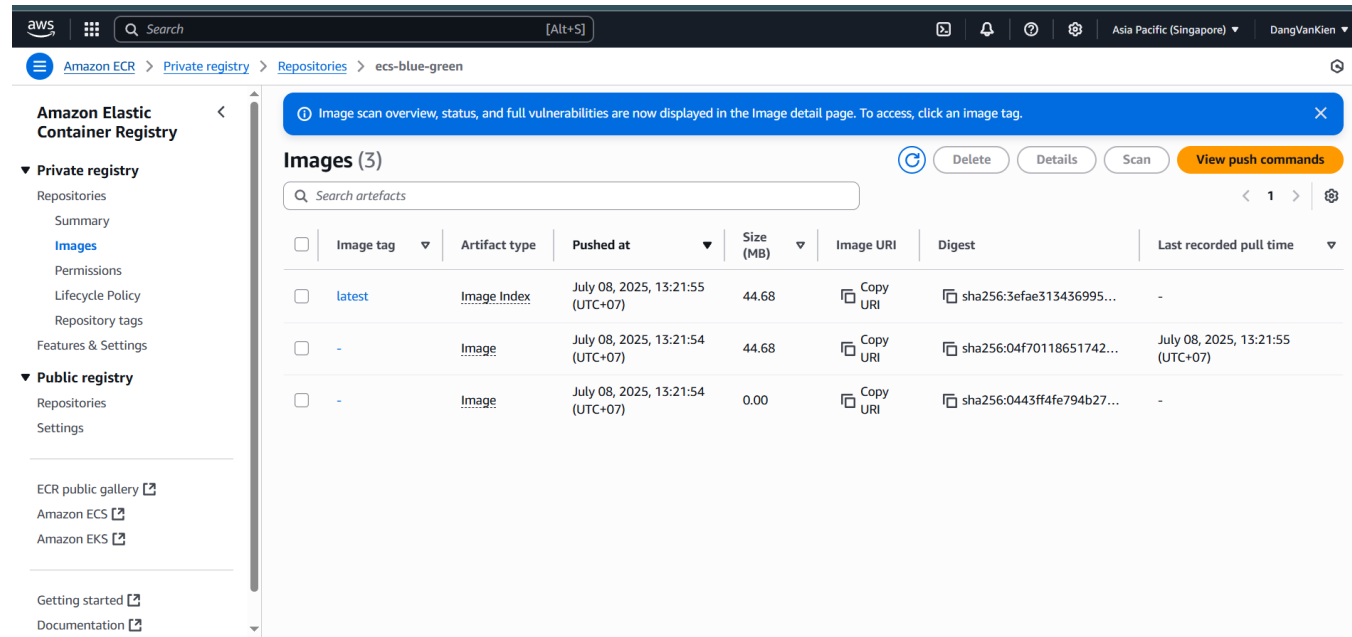 aws
Search [Alt+S]
Asia Pacific (Singapore)
DangVanKien
Amazon ECR > Private registry > Repositories > ecs-blue-green
Amazon Elastic
Container Registry
Private registry
Repositories
Summary
Images
Permissions
Lifecycle Policy
Repository tags
Features & Settings
Public registry
Repositories
Settings
ECR public gallery
Amazon ECS
Amazon EKS
Getting started
Documentation
Image scan overview, status, and full vulnerabilities are now displayed in the Image detail page. To access, click an image tag.
Images (3)
Delete
Details
Scan
View push commands
Search artefacts
1
Image tag
Artifact type
Pushed at
Size
(MB)
Image URI
Digest
Last recorded pull time
latest
Image Index
July 08, 2025, 13:21:55
(UTC+07)
44.68
Copy
URI
sha256:3efae313436995...
-
-
Image
July 08, 2025, 13:21:54
(UTC+07)
44.68
Copy
URI
sha256:04f70118651742...
July 08, 2025, 13:21:55
(UTC+07)
-
Image
July 08, 2025, 13:21:54
(UTC+07)
0.00
Copy
URI
sha256:0443ff4fe794b27...
-